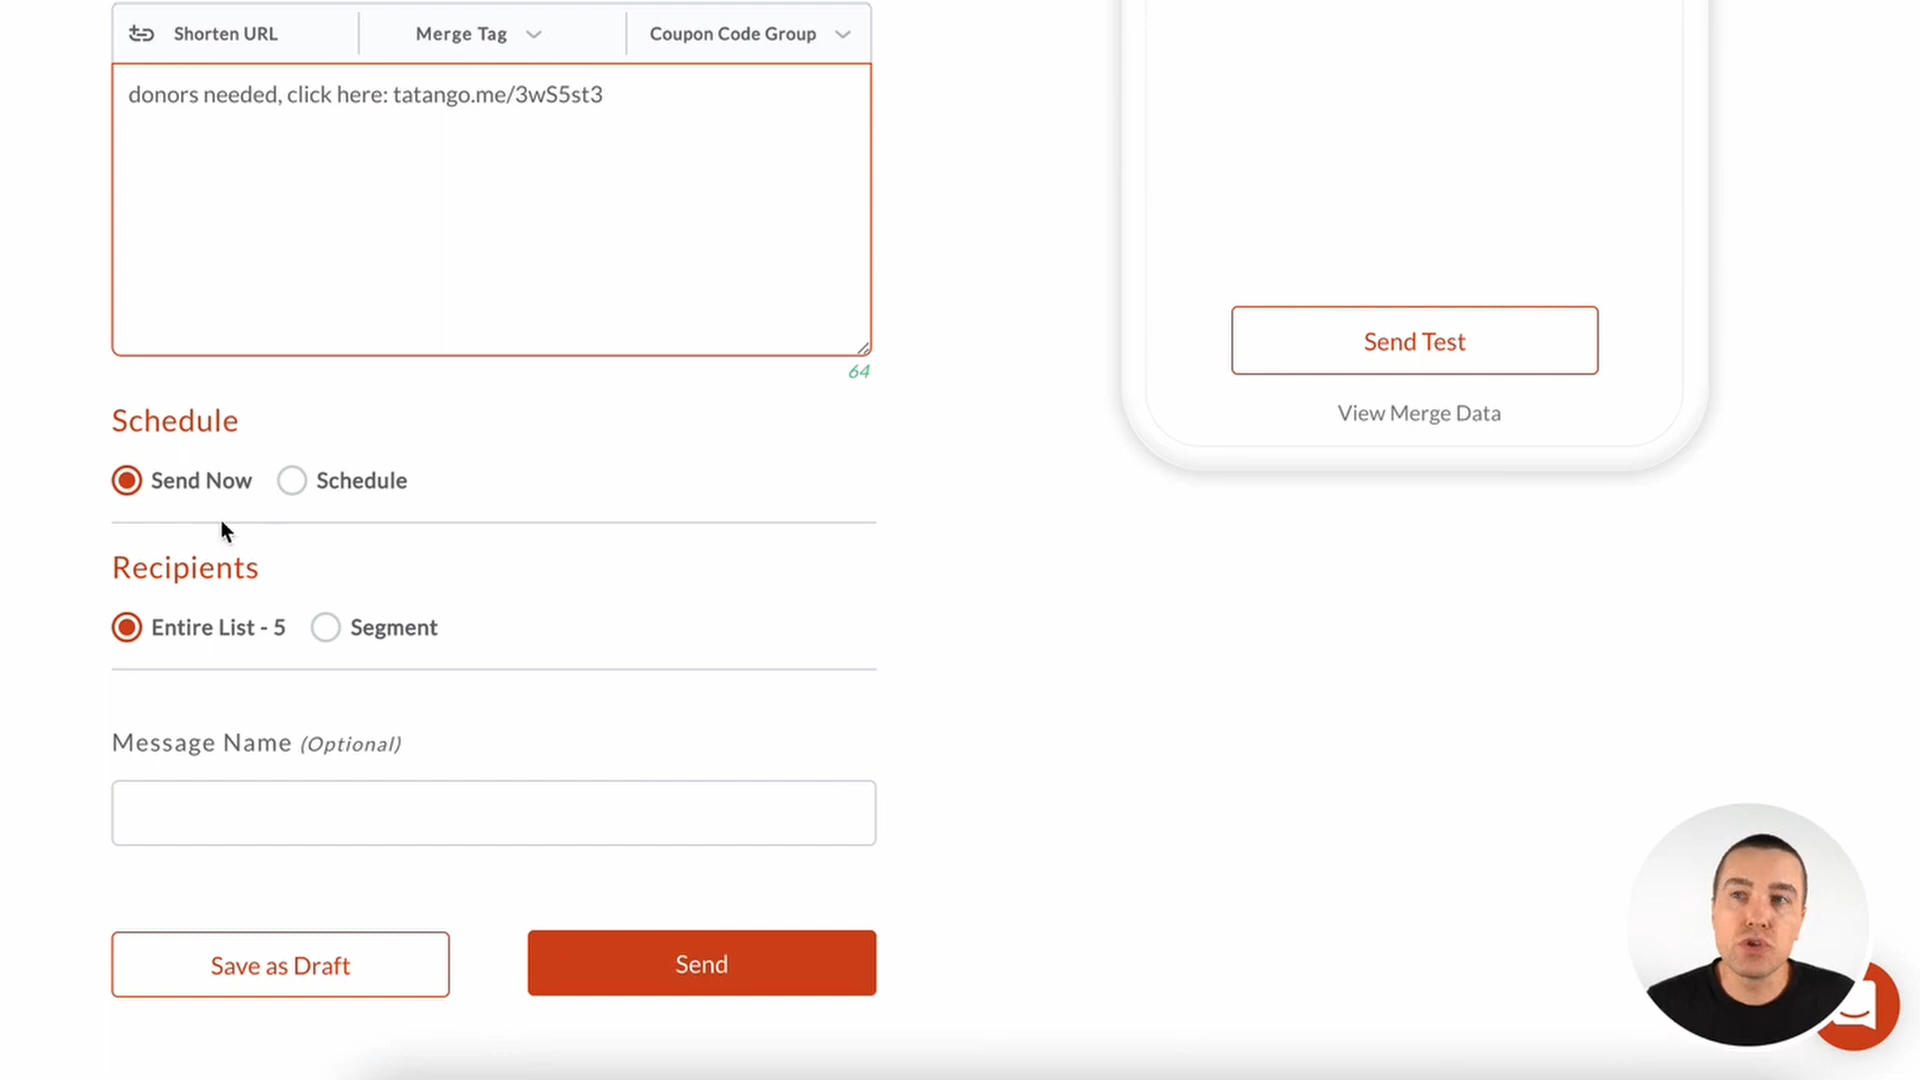 Shorten URL
Merge Tag
Coupon Code Group
donors needed, click here: tatango.me/3wS5st3
64
Schedule
Send Now
Schedule
Recipients
Entire List - 5
Segment
Message Name (Optional)
Save as Draft
Send
Send Test
View Merge Data